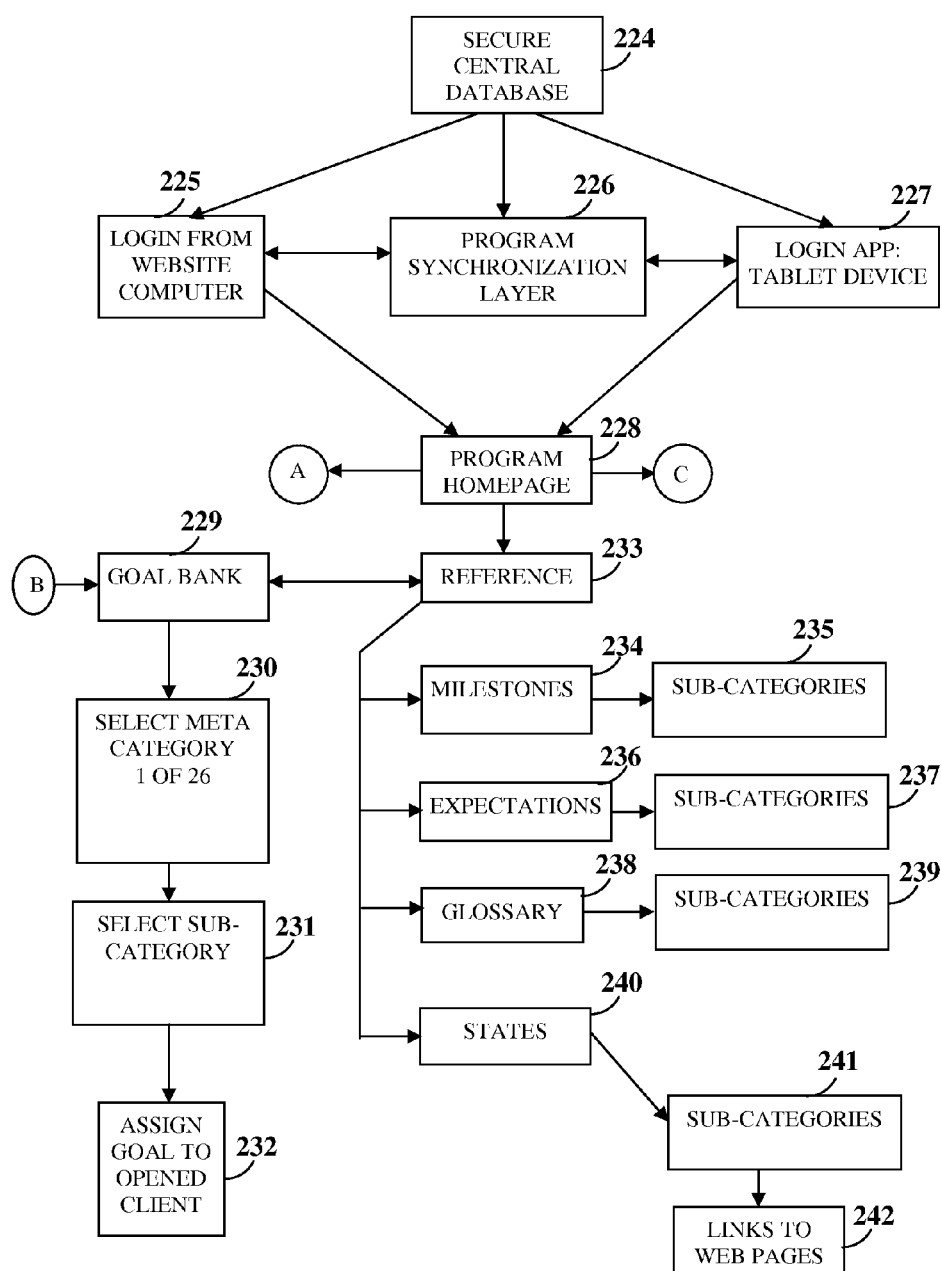 SECURE
CENTRAL
DATABASE
224
225
LOGIN FROM
WEBSITE
COMPUTER
226
PROGRAM
SYNCHRONIZATION
LAYER
227
LOGIN APP:
TABLET DEVICE
228
A
PROGRAM
HOMEPAGE
C
229
B
GOAL BANK
233
REFERENCE
230
SELECT META
CATEGORY
1 OF 26
234
MILESTONES
235
SUB-CATEGORIES
236
EXPECTATIONS
237
SUB-CATEGORIES
238
GLOSSARY
239
SUB-CATEGORIES
SELECT SUB-
CATEGORY
231
240
STATES
241
SUB-CATEGORIES
ASSIGN
GOAL TO
OPENED
CLIENT
232
LINKS TO
WEB PAGES
242